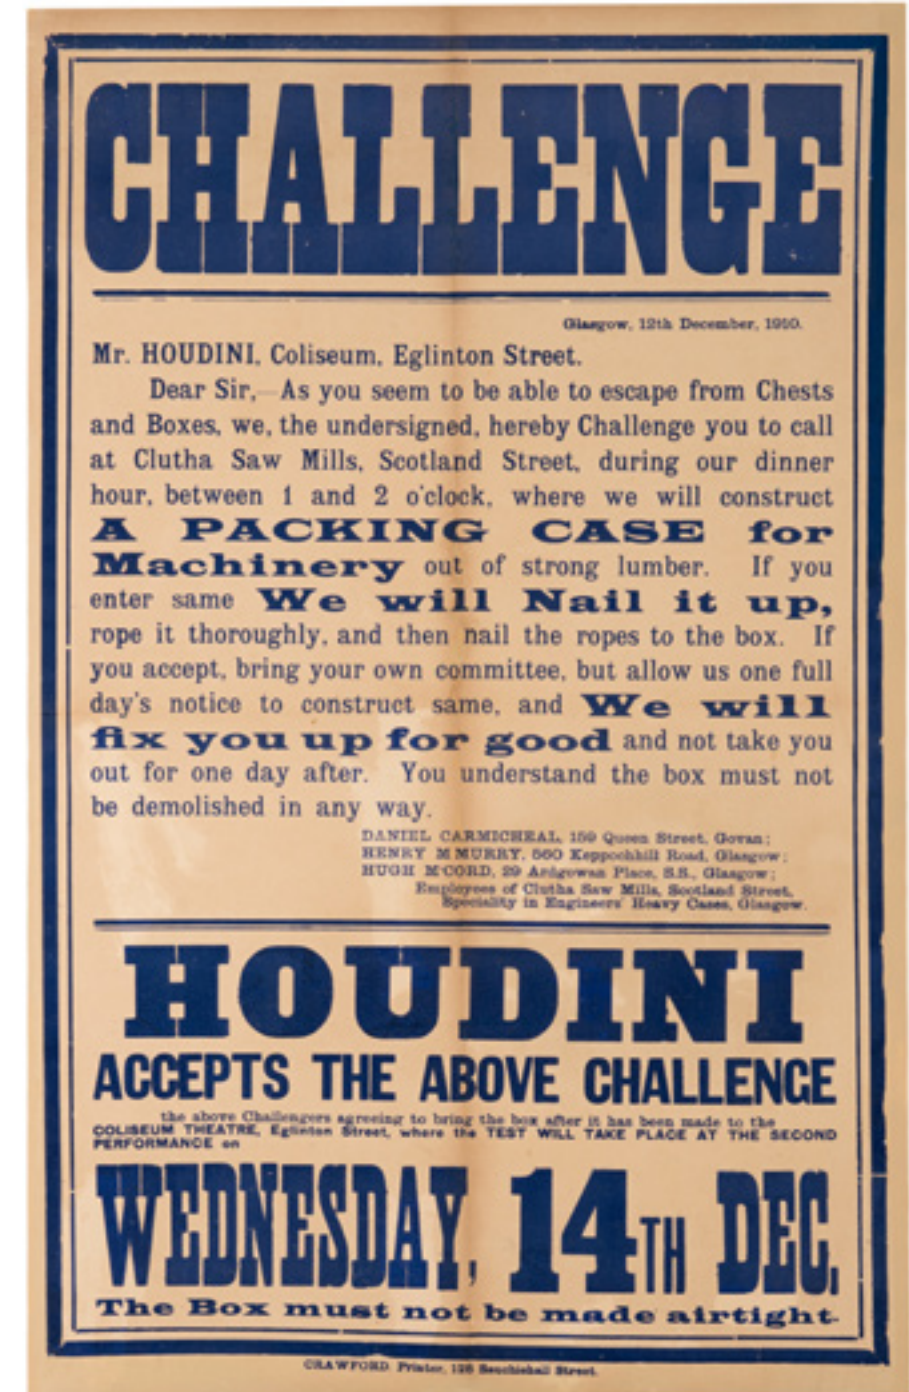 CHALLENGE
Glasgow, 12th December, 1910.
Mr. HOUDINI, Coliseum, Eglinton Street.
Dear Sir,—As you seem to be able to escape from Chests
and Boxes, we, the undersigned, hereby Challenge you to call
at Clutha Saw Mills, Scotland Street, during our dinner
hour, between 1 and 2 o'clock, where we will construct
A PACKING CASE for
Machinery out of strong lumber. If you
enter same We will Nail it up,
rope it thoroughly, and then nail the ropes to the box. If
you accept, bring your own committee, but allow us one full
day's notice to construct same, and We will
fix you up for good and not take you
out for one day after. You understand the box must not
be demolished in any way.
DANIEL CARMICHEAL, 159 Queen Street, Govan;
HENRY M'MURRY, 560 Keppochhill Road, Glasgow;
HUGH M'CORD, 29 Ardgowan Place, S.S., Glasgow;
Employees of Clutha Saw Mills, Scotland Street,
Speciality in Engineers' Heavy Cases, Glasgow.
HOUDINI
ACCEPTS THE ABOVE CHALLENGE
the above Challengers agreeing to bring the box after it has been made to the
COLISEUM THEATRE, Eglinton Street, where the TEST WILL TAKE PLACE AT THE SECOND
PERFORMANCE on
WEDNESDAY, 14TH DEC.
The Box must not be made airtight.
CRAWFORD Printer, 126 Sauchiehall Street.